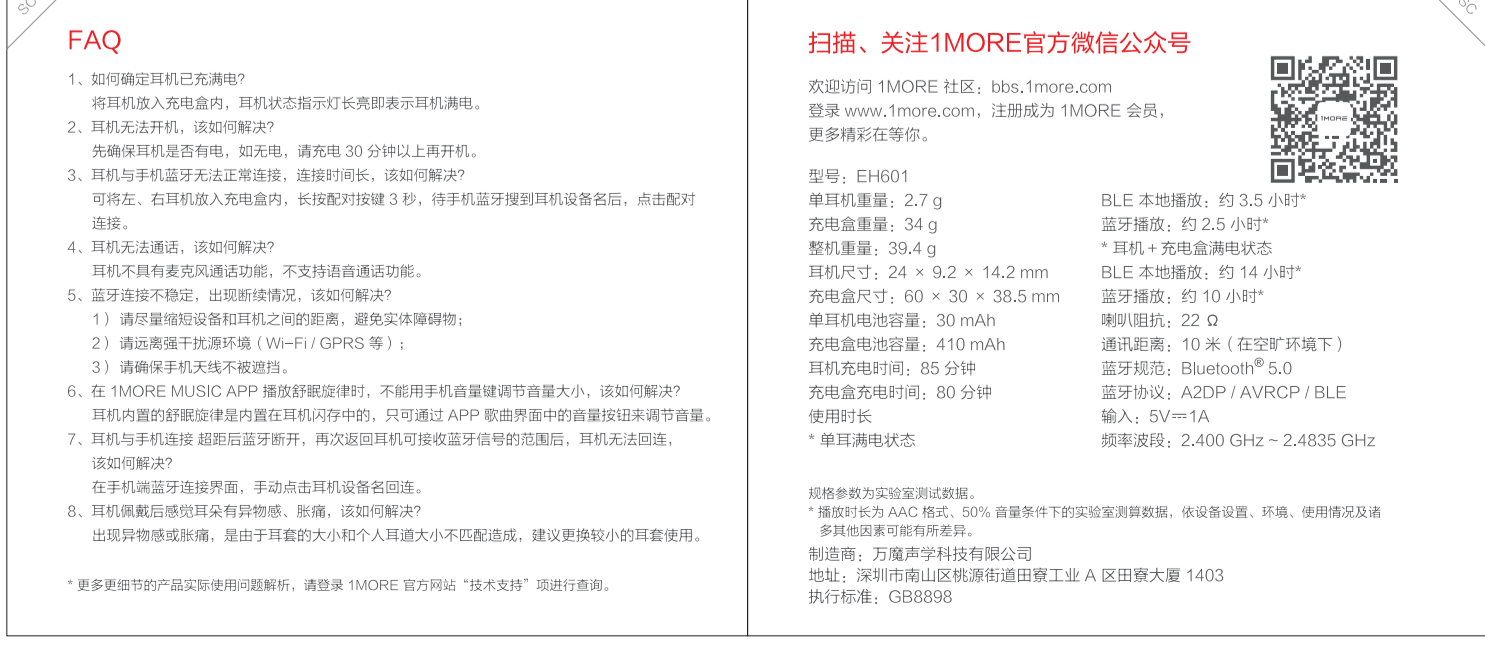 SC
FAQ
1、如何确定耳机已充满电?
将耳机放入充电盒内，耳机状态指示灯长亮即表示耳机满电。
2、耳机无法开机，该如何解决?
先确保耳机是否有电，如无电，请充电 30 分钟以上再开机。
3、耳机与手机蓝牙无法正常连接，连接时间长，该如何解决?
可将左、右耳机放入充电盒内，长按配对按键 3 秒，待手机蓝牙搜到耳机设备名后，点击配对
连接。
4、耳机无法通话，该如何解决?
耳机不具有麦克风通话功能，不支持语音通话功能。
5、蓝牙连接不稳定，出现断续情况，该如何解决?
1）请尽量缩短设备和耳机之间的距离，避免实体障碍物；
2）请远离强干扰源环境（Wi-Fi / GPRS 等）；
3）请确保手机天线不被遮挡。
6、在 1MORE MUSIC APP 播放舒眠旋律时，不能用手机音量键调节音量大小，该如何解决?
耳机内置的舒眠旋律是内置在耳机闪存中的，只可通过 APP 歌曲界面中的音量按钮来调节音量。
7、耳机与手机连接 超距后蓝牙断开，再次返回耳机可接收蓝牙信号的范围后，耳机无法回连，
该如何解决?
在手机端蓝牙连接界面，手动点击耳机设备名回连。
8、耳机佩戴后感觉耳朵有异物感、胀痛，该如何解决?
出现异物感或胀痛，是由于耳套的大小和个人耳道大小不匹配造成，建议更换较小的耳套使用。
* 更多更细节的产品实际使用问题解析，请登录 1MORE 官方网站“技术支持”项进行查询。
SC
扫描、关注1MORE官方微信公众号
欢迎访问 1MORE 社区：bbs.1more.com
登录 www.1more.com，注册成为 1MORE 会员，
更多精彩在等你。
1MORE
型号：EH601
单耳机重量：2.7 g
充电盒重量：34 g
整机重量：39.4 g
耳机尺寸：24 × 9.2 × 14.2 mm
充电盒尺寸：60 × 30 × 38.5 mm
单耳机电池容量：30 mAh
充电盒电池容量：410 mAh
耳机充电时间：85 分钟
充电盒充电时间：80 分钟
使用时长
* 单耳满电状态
BLE 本地播放：约 3.5 小时*
蓝牙播放：约 2.5 小时*
* 耳机 + 充电盒满电状态
BLE 本地播放：约 14 小时*
蓝牙播放：约 10 小时*
喇叭阻抗：22 Ω
通讯距离：10 米（在空旷环境下）
蓝牙规范：Bluetooth® 5.0
蓝牙协议：A2DP / AVRCP / BLE
输入：5V⎓1A
频率波段：2.400 GHz ~ 2.4835 GHz
规格参数为实验室测试数据。
* 播放时长为 AAC 格式、50% 音量条件下的实验室测算数据，依设备设置、环境、使用情况及诸
多其他因素可能有所差异。
制造商：万魔声学科技有限公司
地址：深圳市南山区桃源街道田寮工业 A 区田寮大厦 1403
执行标准：GB8898